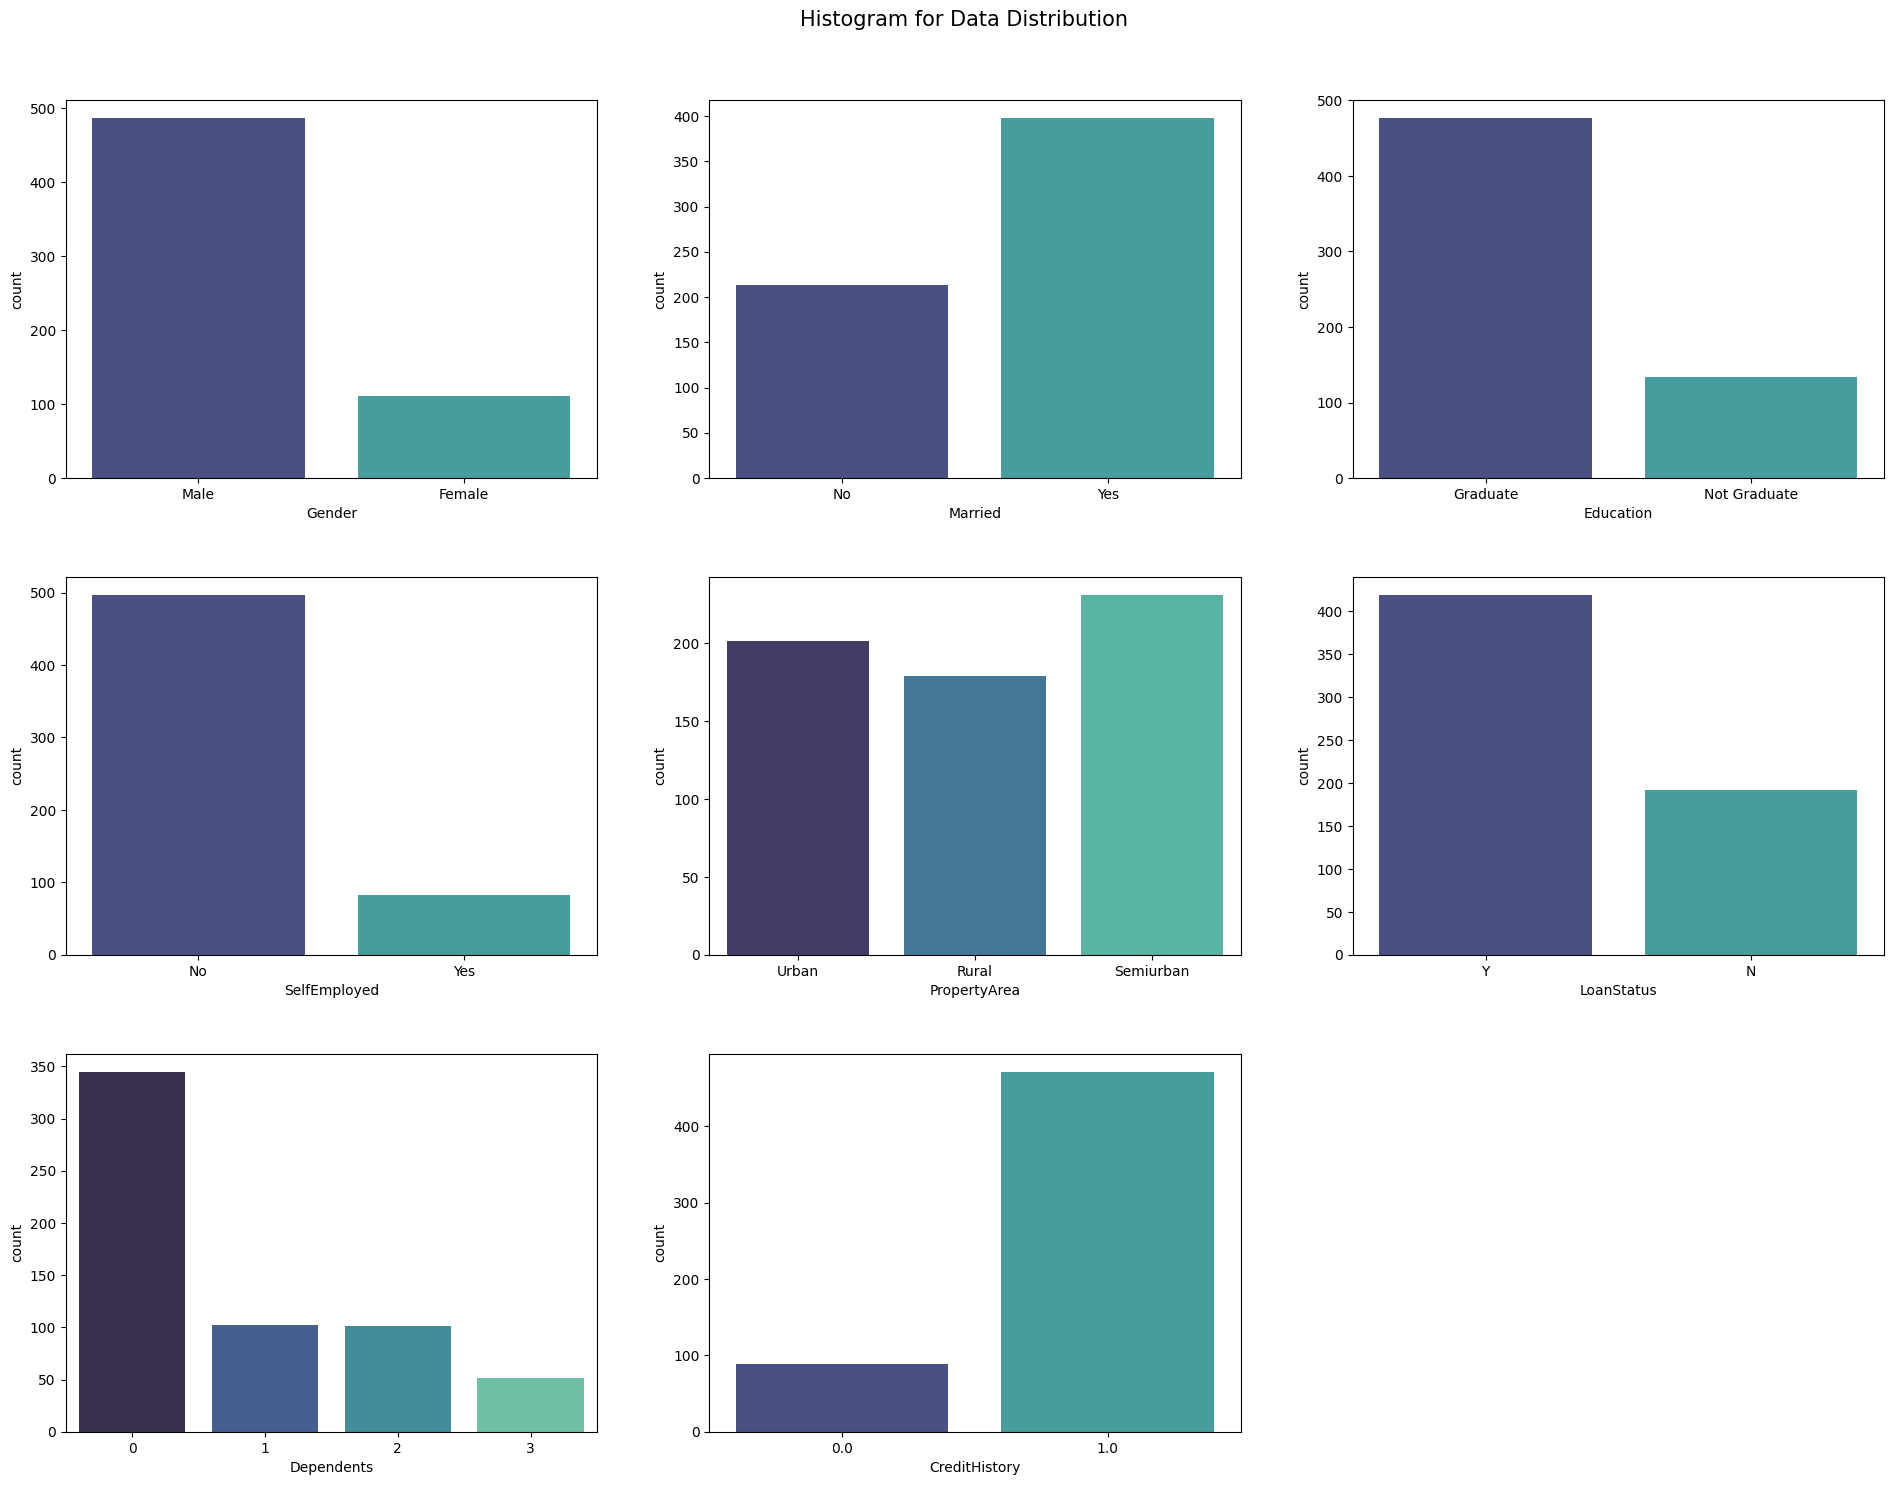 Histogram for Data Distribution
500
400
300
200
100
0
count
Male Female
Gender
400
350
300
250
200
150
100
50
0
count
No Yes
Married
500
400
300
200
100
0
count
Graduate Not Graduate
Education
500
400
300
200
100
0
count
No Yes
SelfEmployed
200
150
100
50
0
count
Urban Rural Semiurban
PropertyArea
400
350
300
250
200
150
100
50
0
count
Y N
LoanStatus
350
300
250
200
150
100
50
0
count
0 1 2 3
Dependents
400
300
200
100
0
count
0.0 1.0
CreditHistory